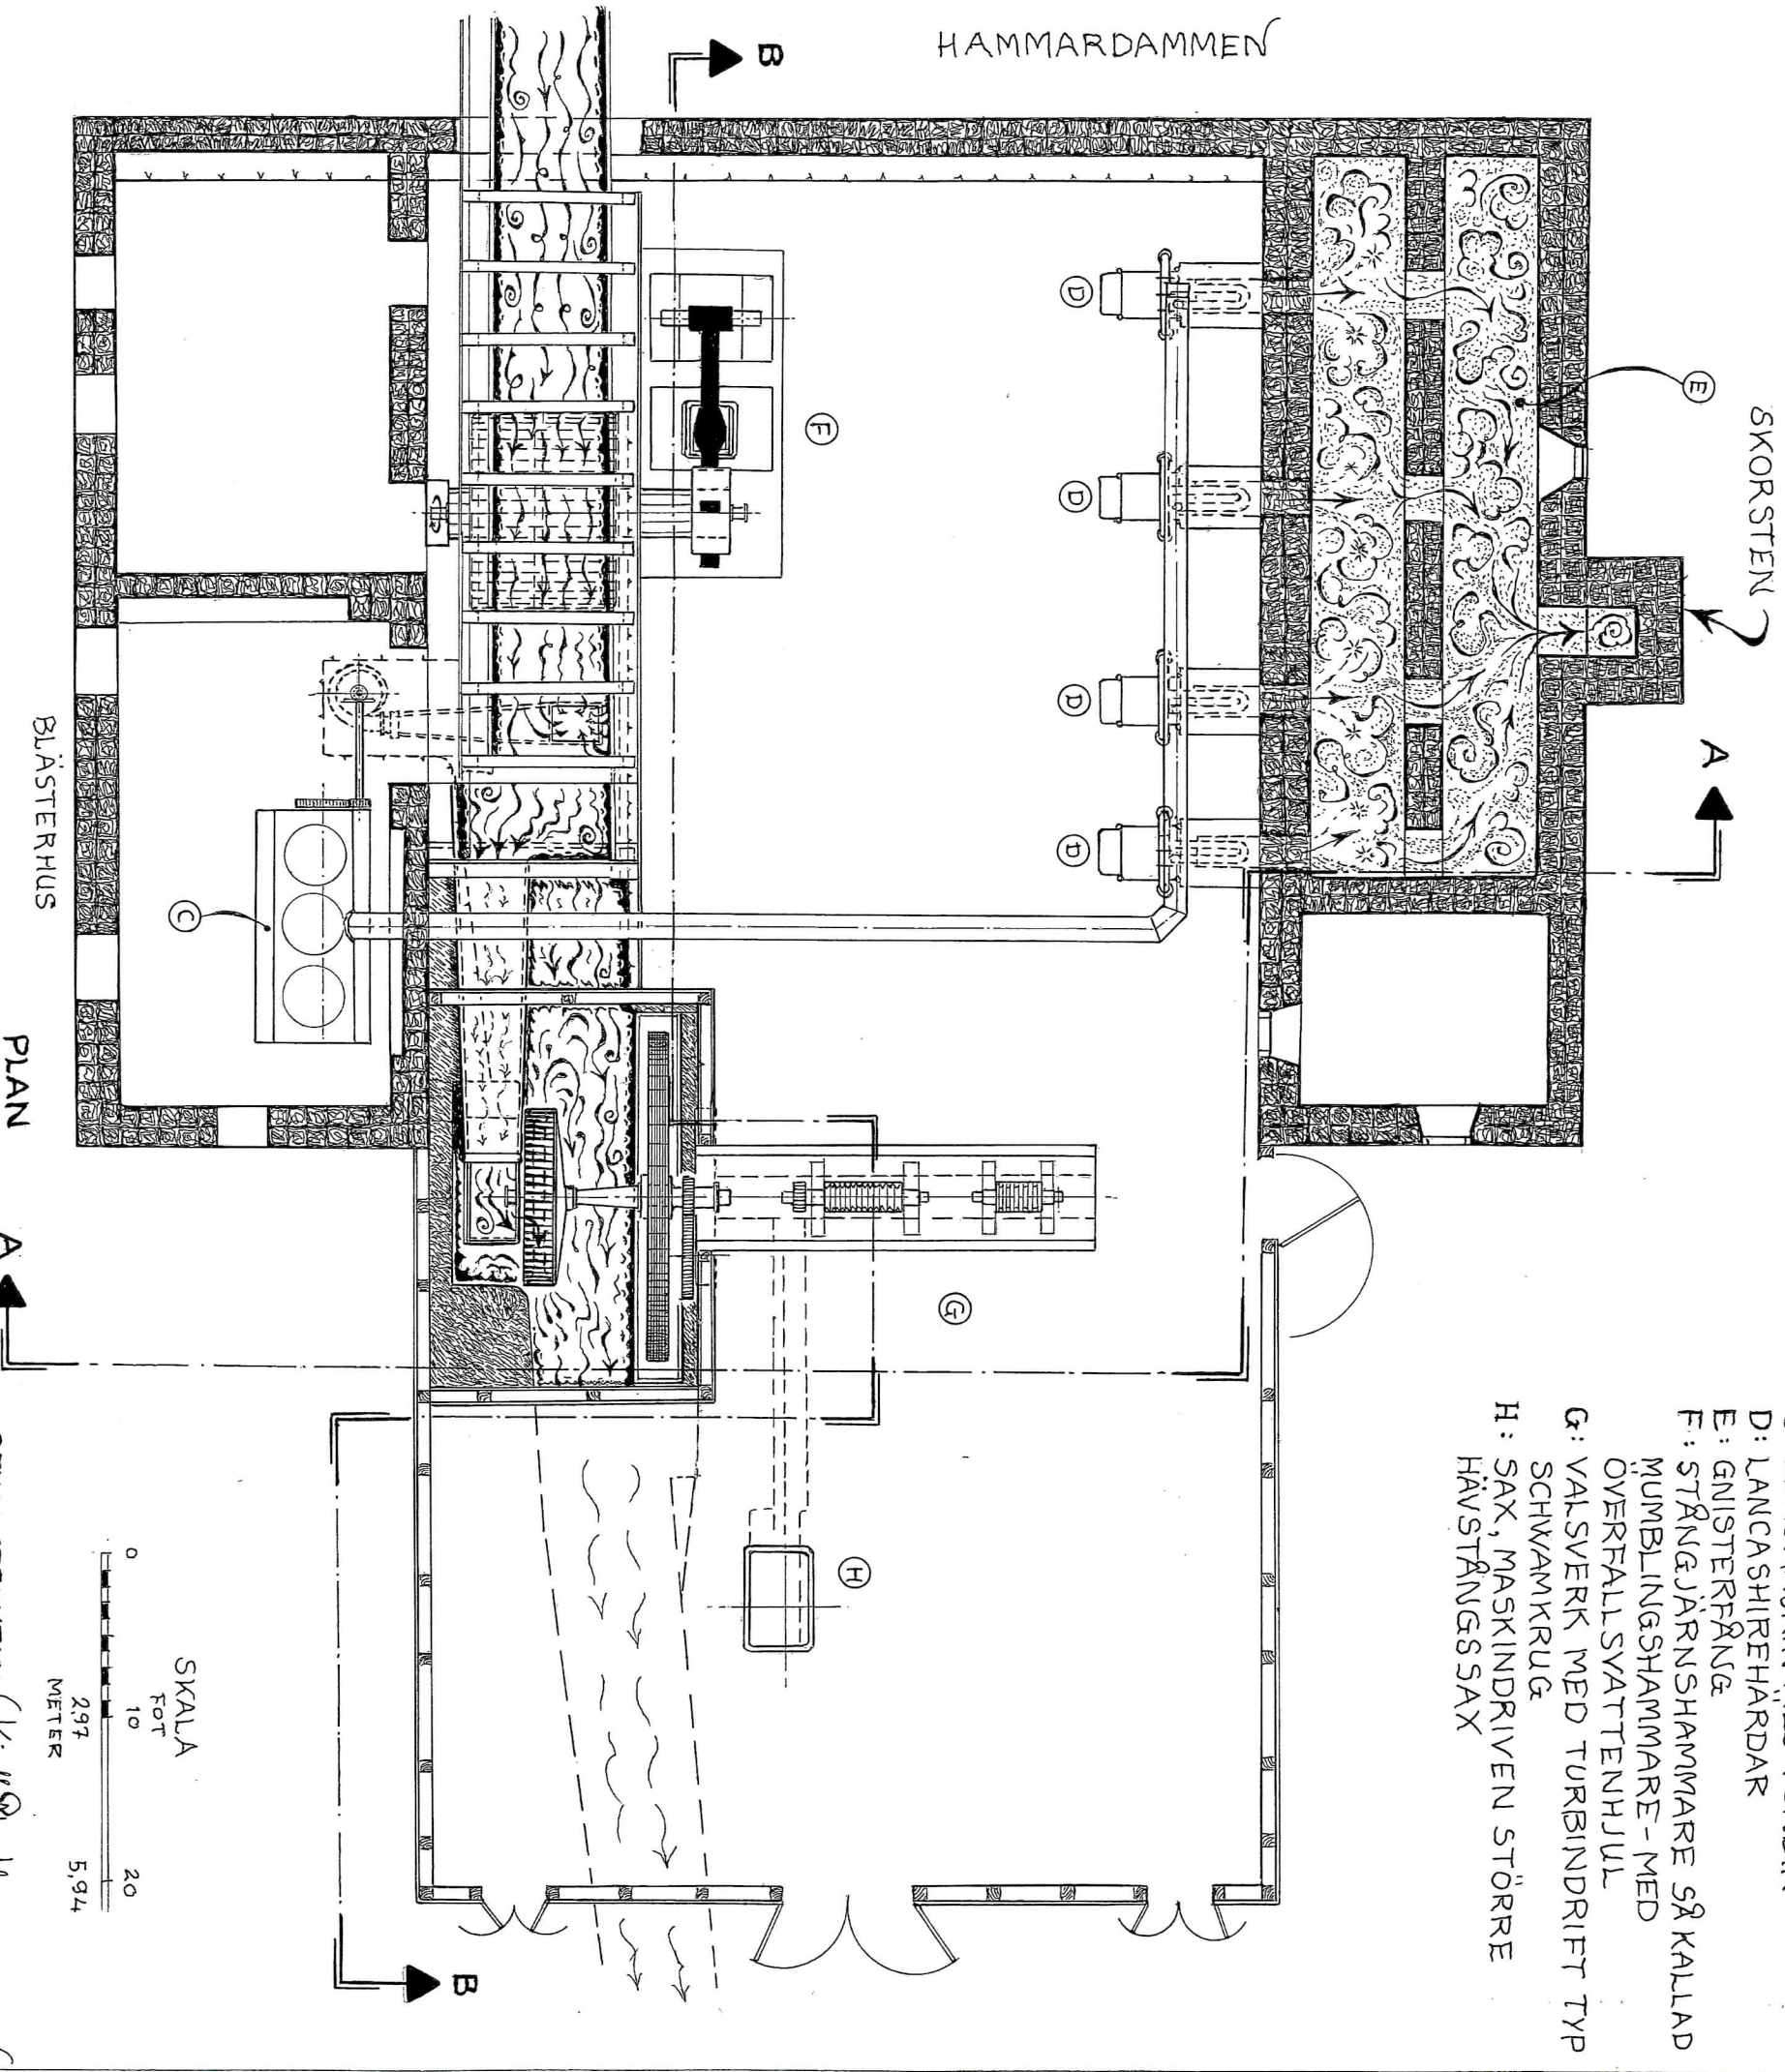 HAMMARDAMMEN
B
SKORSTEN
A
E
D
D
D
D
F
C
G
H
BLÄSTERHUS
PLAN
A
B
D: LANCASHIREHÄRDAR
E: GNISTERFÅNG
F: STÅNGJÄRNSHAMMARE SÅ KALLAD
MUMBLINGSHAMMARE - MED
ÖVERFALLSVATTENHJUL
G: VALSVERK MED TURBINDRIFT TYP
SCHWAMKRUG
H: SAX, MASKINDRIVEN STÖRRE
HÄVSTÅNGSSAX
SKALA
FOT
0 10 20
2,97 5,94
METER